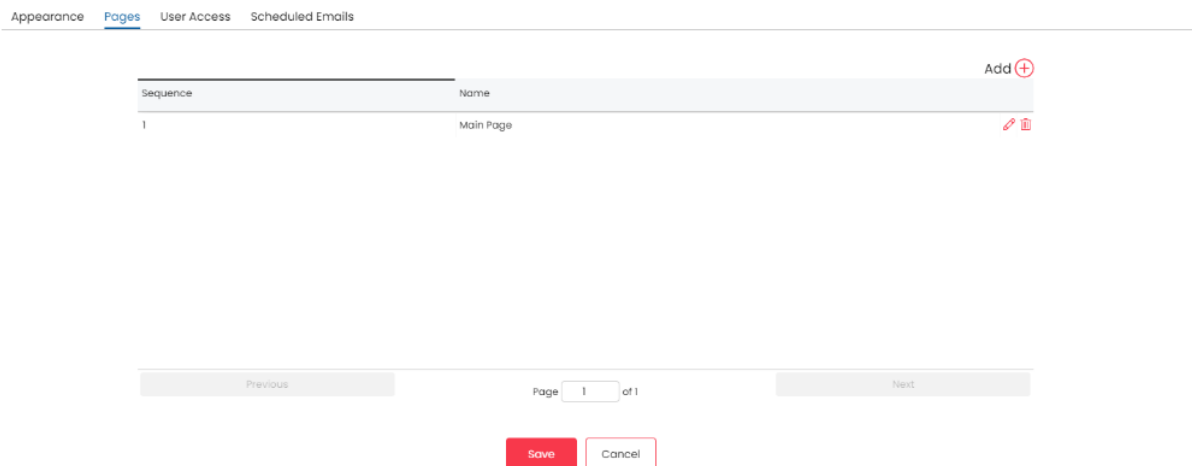 Appearance Pages User Access Scheduled Emails
Add
Sequence Name
1 Main Page
Previous Page 1 of 1 Next
Save Cancel